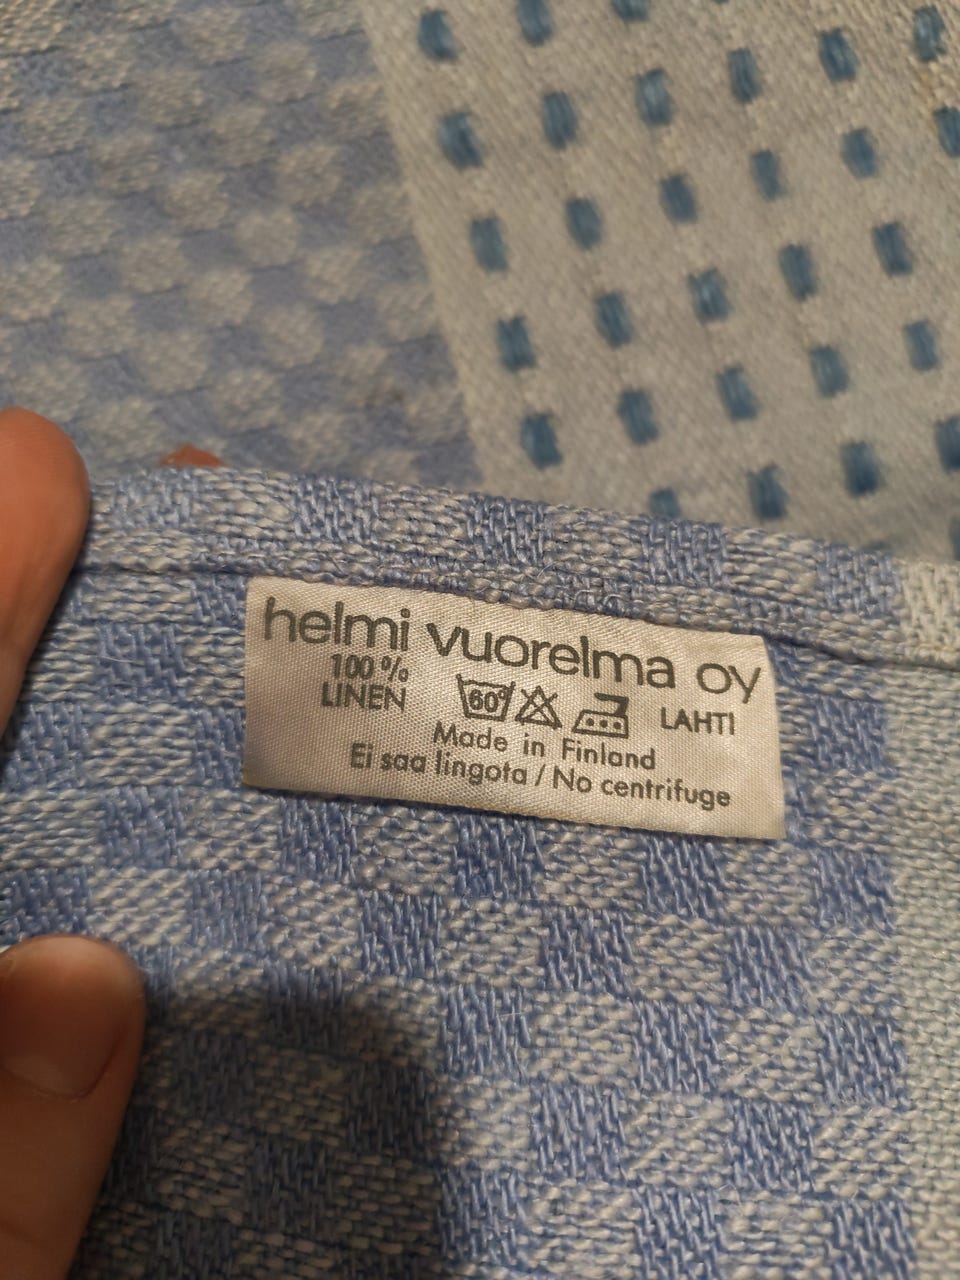 helmi vuorelma oy
100% LINEN
60° LAHTI
Made in Finland
Ei saa lingota / No centrifuge